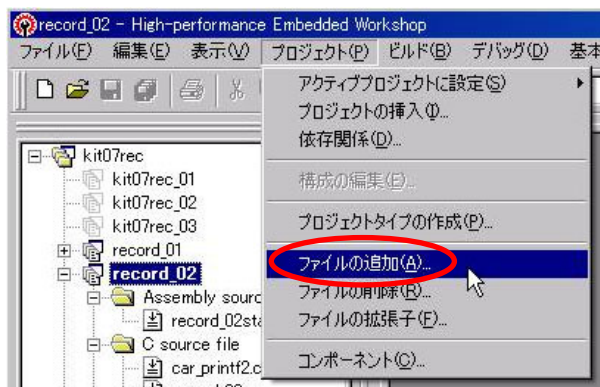 record_02 - High-performance Embedded Workshop
ファイル(F) 編集(E) 表示(V) プロジェクト(P) ビルド(B) デバッグ(D) 基本
アクティブプロジェクトに設定(S)
プロジェクトの挿入(I)...
依存関係(D)...
構成の編集(E)...
プロジェクトタイプの作成(P)...
ファイルの追加(A)...
ファイルの削除(R)...
ファイルの拡張子(F)...
コンポーネント(C)...
kit07rec
kit07rec_01
kit07rec_02
kit07rec_03
record_01
record_02
Assembly sourc
record_02sta
C source file
car_printf2.c